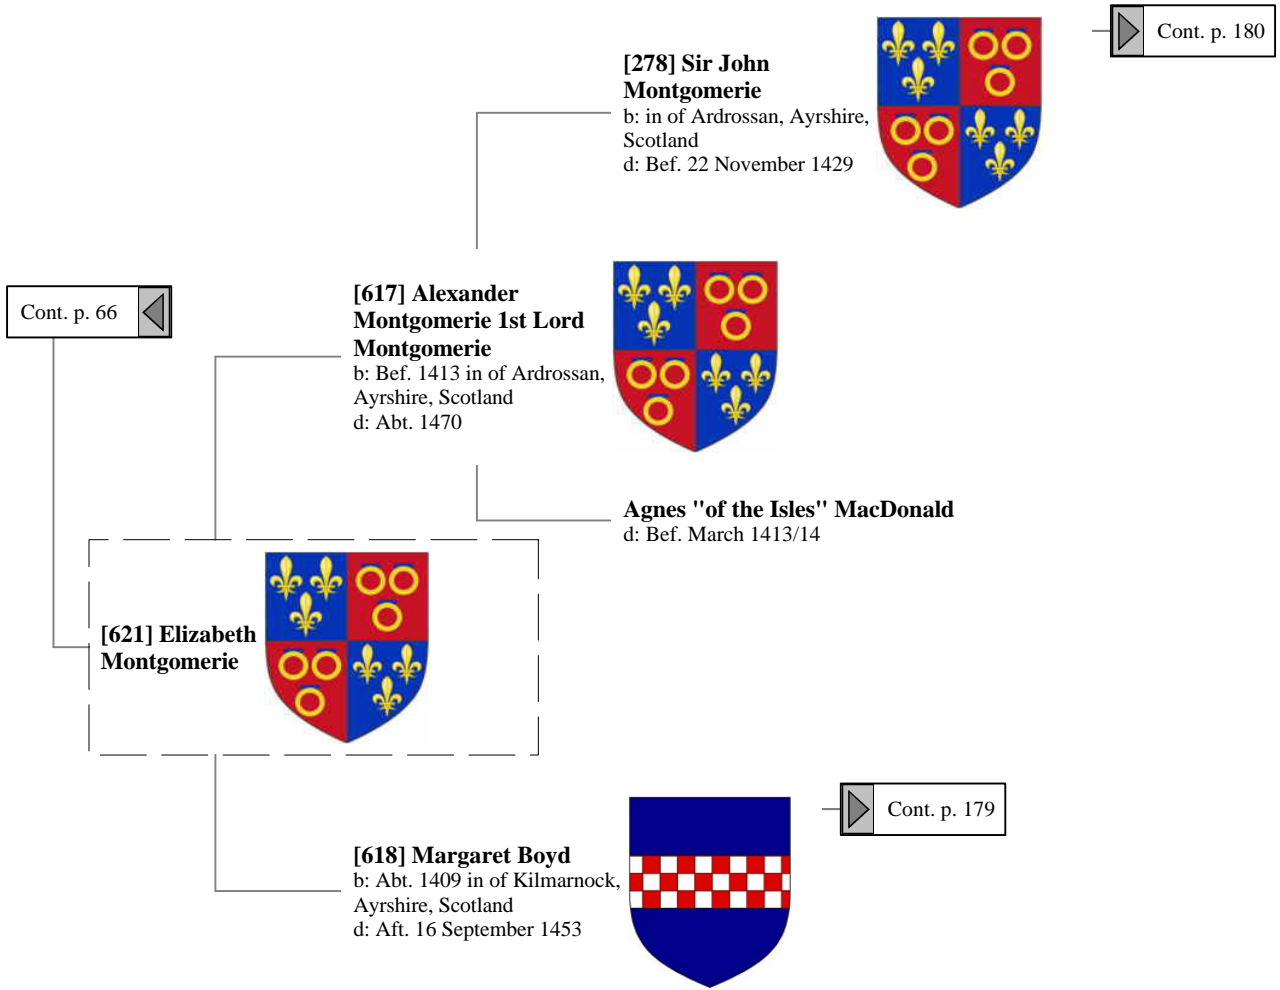 Cont. p. 180
[278] Sir John
Montgomerie
b: in of Ardrossan, Ayrshire,
Scotland
d: Bef. 22 November 1429
Cont. p. 66
[617] Alexander
Montgomerie 1st Lord
Montgomerie
b: Bef. 1413 in of Ardrossan,
Ayrshire, Scotland
d: Abt. 1470
Agnes "of the Isles" MacDonald
d: Bef. March 1413/14
[621] Elizabeth
Montgomerie
Cont. p. 179
[618] Margaret Boyd
b: Abt. 1409 in of Kilmarnock,
Ayrshire, Scotland
d: Aft. 16 September 1453